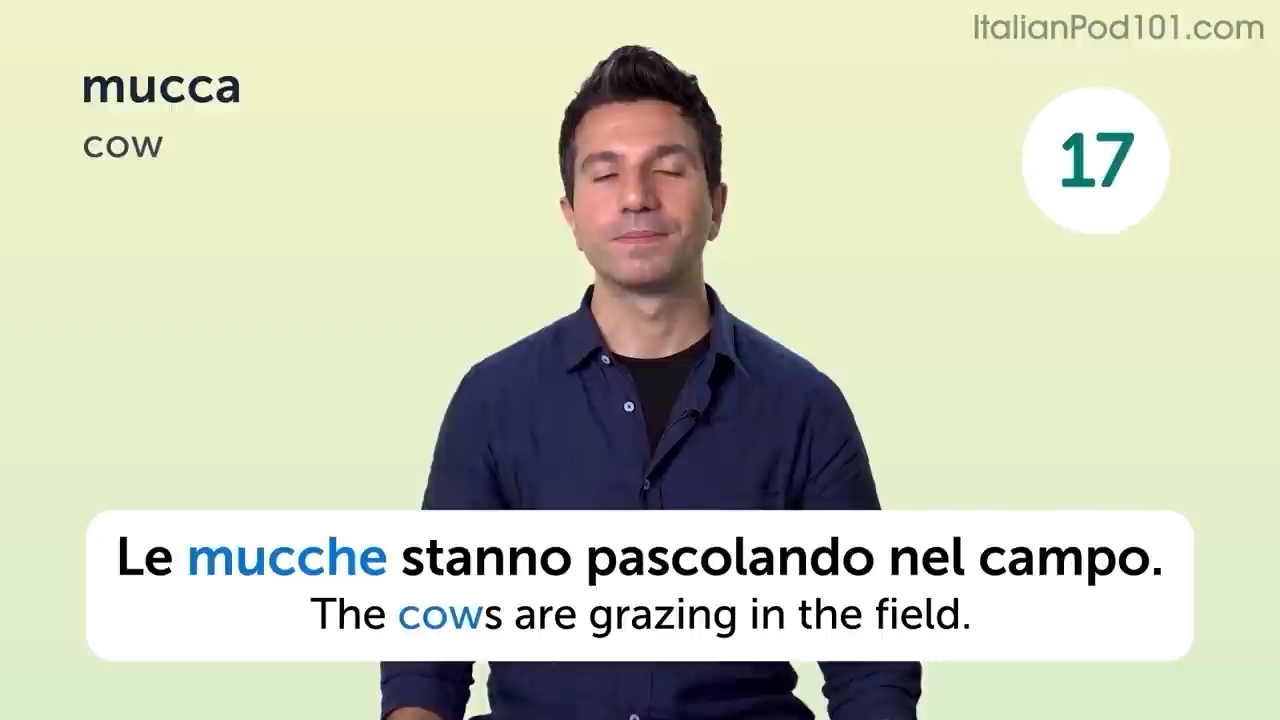 ItalianPod101.com
mucca
cow
17
Le mucche stanno pascolando nel campo.
The cows are grazing in the field.